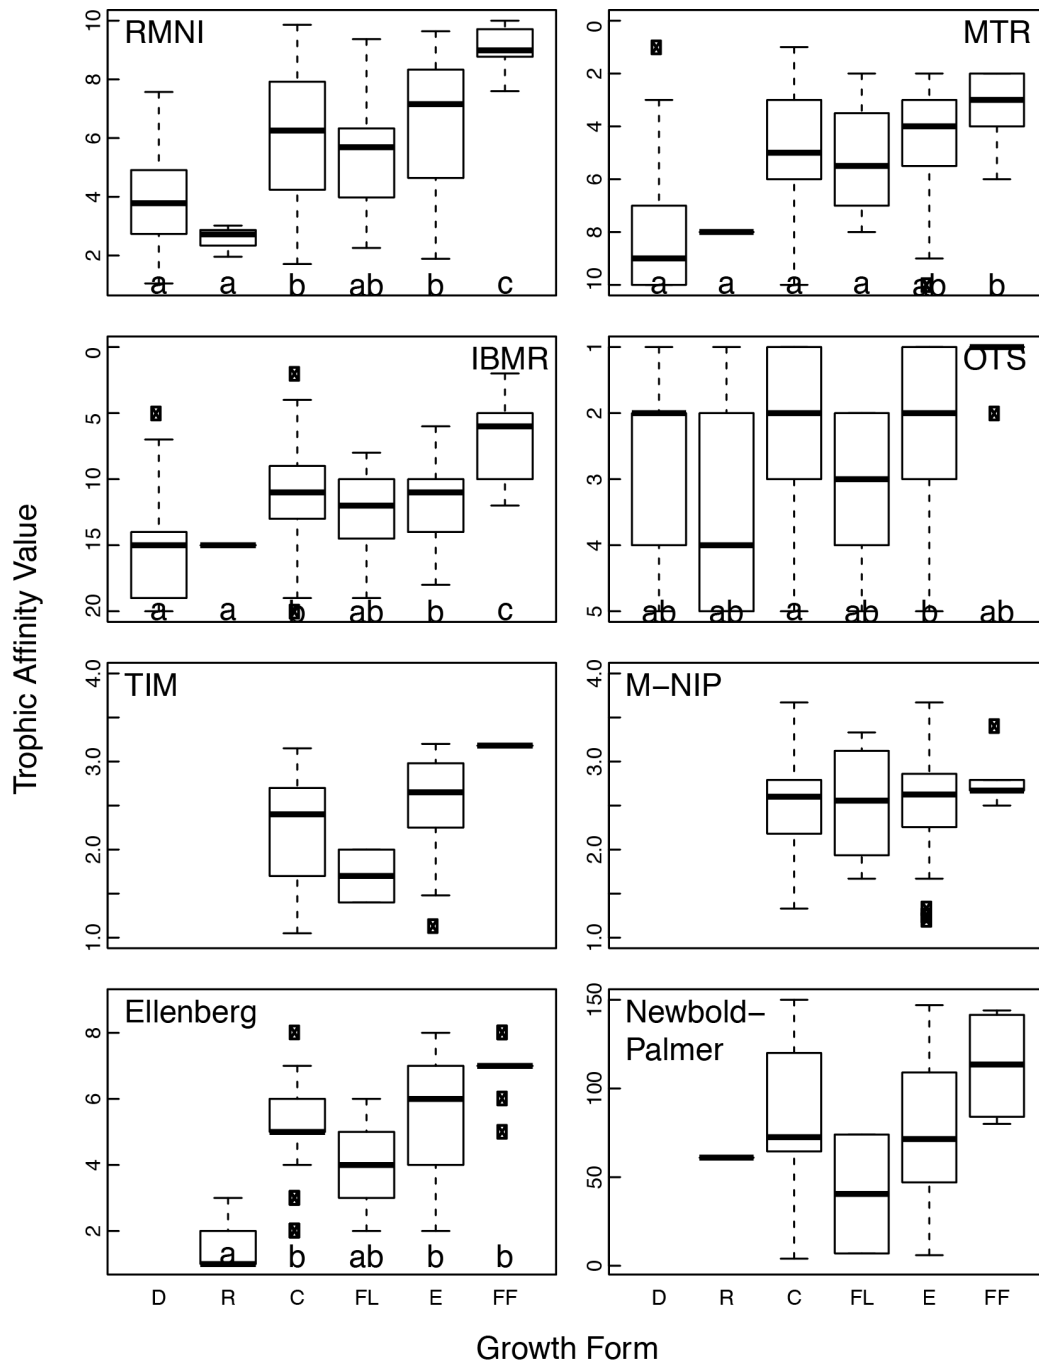 Trophic Affinity Value
RMNI
10
8
6
4
2
a a b ab b c
MTR
0
2
4
6
8
10
a a a a ab b
IBMR
0
5
10
15
20
a a b ab b c
OTS
1
2
3
4
5
ab ab a ab b ab
TIM
4.0
3.0
2.0
1.0
M−NIP
4.0
3.0
2.0
1.0
Ellenberg
8
6
4
2
a b ab b b
D R C FL E FF
Newbold−
Palmer
150
100
50
0
D R C FL E FF
Growth Form